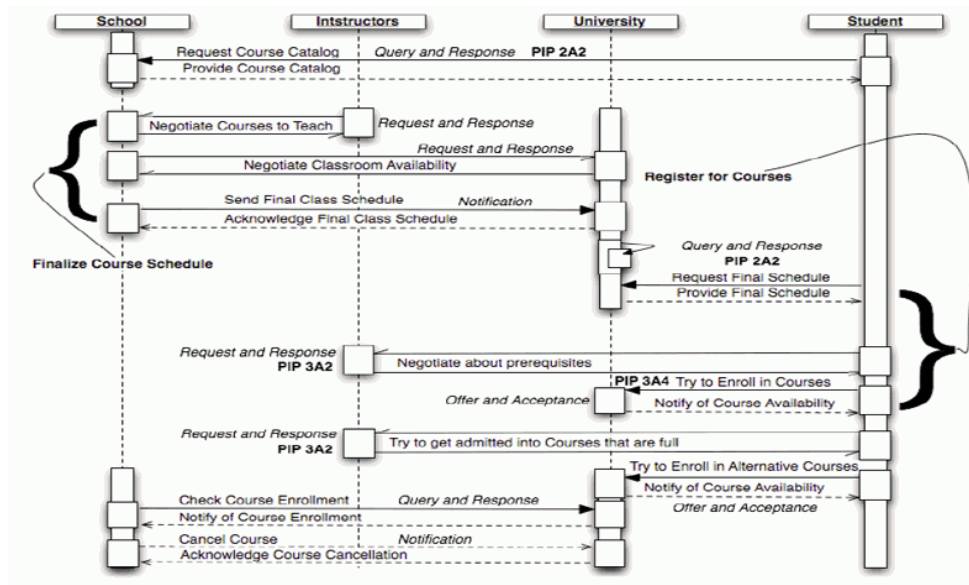 School Intstructors University Student
Request Course Catalog Query and Response PIP 2A2
Provide Course Catalog
Negotiate Courses to Teach Request and Response
Request and Response
Negotiate Classroom Availability
Register for Courses
Send Final Class Schedule Notification
Acknowledge Final Class Schedule
Query and Response
Finalize Course Schedule PIP 2A2
Request Final Schedule
Provide Final Schedule
Request and Response
PIP 3A2 Negotiate about prerequisites
PIP 3A4 Try to Enroll in Courses
Offer and Acceptance Notify of Course Availability
Request and Response
PIP 3A2 Try to get admitted into Courses that are full
Try to Enroll in Alternative Courses
Notify of Course Availability
Check Course Enrollment Query and Response Offer and Acceptance
Notify of Course Enrollment
Cancel Course Notification
Acknowledge Course Cancellation